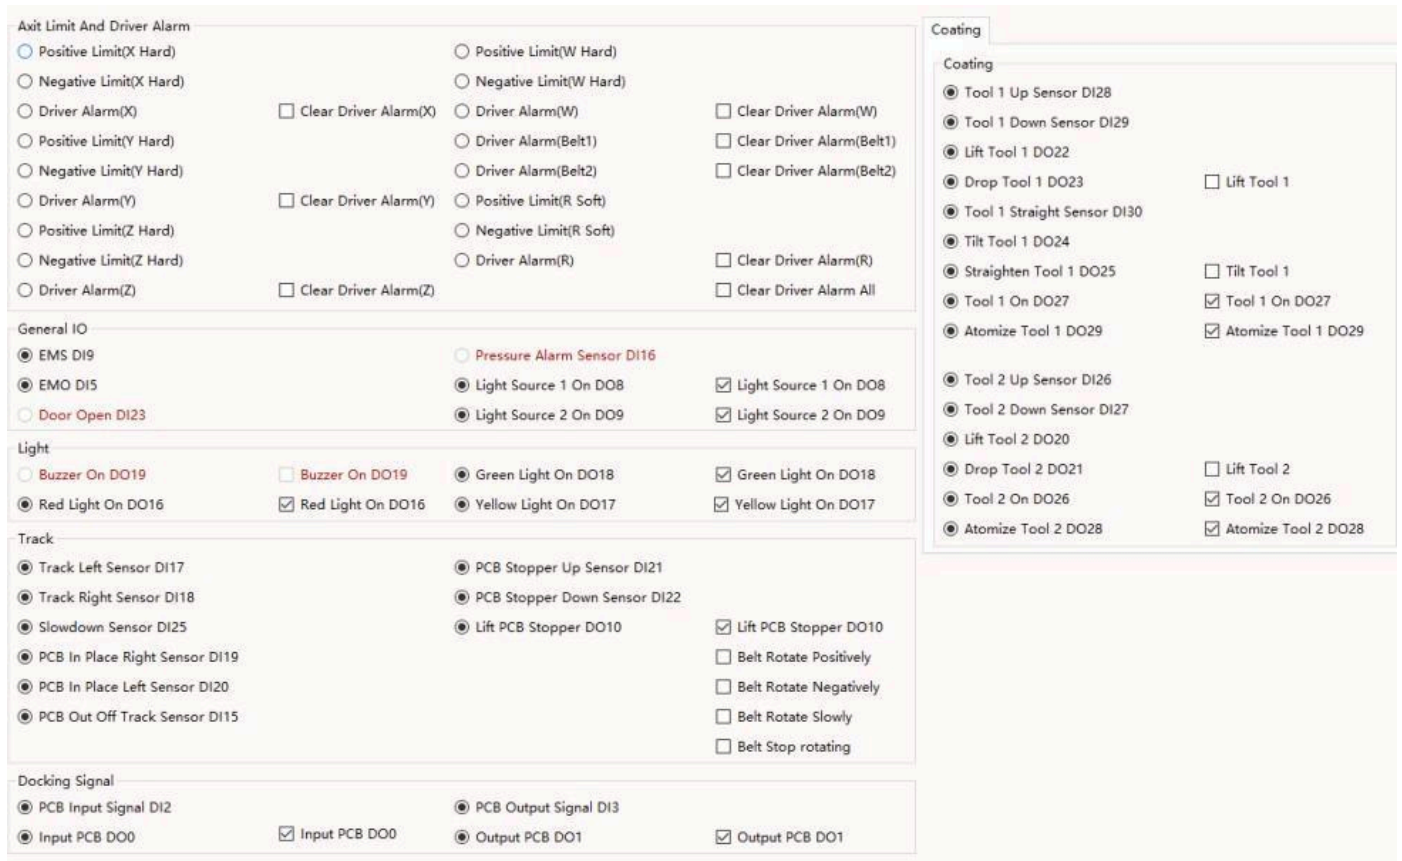 Axit Limit And Driver Alarm
Positive Limit(X Hard) Positive Limit(W Hard)
Negative Limit(X Hard) Negative Limit(W Hard)
Driver Alarm(X) Clear Driver Alarm(X) Driver Alarm(W) Clear Driver Alarm(W)
Positive Limit(Y Hard) Driver Alarm(Belt1) Clear Driver Alarm(Belt1)
Negative Limit(Y Hard) Driver Alarm(Belt2) Clear Driver Alarm(Belt2)
Driver Alarm(Y) Clear Driver Alarm(Y) Positive Limit(R Soft)
Positive Limit(Z Hard) Negative Limit(R Soft)
Negative Limit(Z Hard) Driver Alarm(R) Clear Driver Alarm(R)
Driver Alarm(Z) Clear Driver Alarm(Z) Clear Driver Alarm All
General IO
EMS DI9 Pressure Alarm Sensor DI16
EMO DI5 Light Source 1 On DO8 Light Source 1 On DO8
Door Open DI23 Light Source 2 On DO9 Light Source 2 On DO9
Light
Buzzer On DO19 Buzzer On DO19 Green Light On DO18 Green Light On DO18
Red Light On DO16 Red Light On DO16 Yellow Light On DO17 Yellow Light On DO17
Track
Track Left Sensor DI17 PCB Stopper Up Sensor DI21
Track Right Sensor DI18 PCB Stopper Down Sensor DI22
Slowdown Sensor DI25 Lift PCB Stopper DO10 Lift PCB Stopper DO10
PCB In Place Right Sensor DI19 Belt Rotate Positively
PCB In Place Left Sensor DI20 Belt Rotate Negatively
PCB Out Off Track Sensor DI15 Belt Rotate Slowly
Belt Stop rotating
Docking Signal
PCB Input Signal DI2 PCB Output Signal DI3
Input PCB DO0 Input PCB DO0 Output PCB DO1 Output PCB DO1
Coating
Coating
Tool 1 Up Sensor DI28
Tool 1 Down Sensor DI29
Lift Tool 1 DO22
Drop Tool 1 DO23 Lift Tool 1
Tool 1 Straight Sensor DI30
Tilt Tool 1 DO24
Straighten Tool 1 DO25 Tilt Tool 1
Tool 1 On DO27 Tool 1 On DO27
Atomize Tool 1 DO29 Atomize Tool 1 DO29
Tool 2 Up Sensor DI26
Tool 2 Down Sensor DI27
Lift Tool 2 DO20
Drop Tool 2 DO21 Lift Tool 2
Tool 2 On DO26 Tool 2 On DO26
Atomize Tool 2 DO28 Atomize Tool 2 DO28